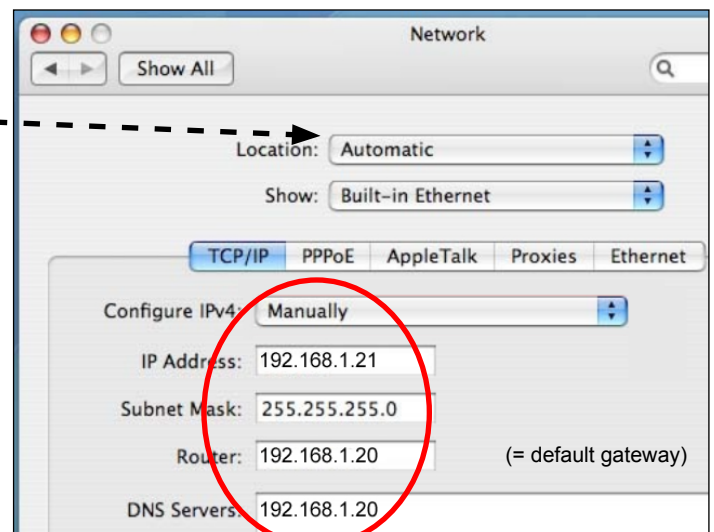 Network
Show All
Location: Automatic
Show: Built-in Ethernet
TCP/IP PPPoE AppleTalk Proxies Ethernet
Configure IPv4: Manually
IP Address: 192.168.1.21
Subnet Mask: 255.255.255.0
Router: 192.168.1.20 (= default gateway)
DNS Servers: 192.168.1.20